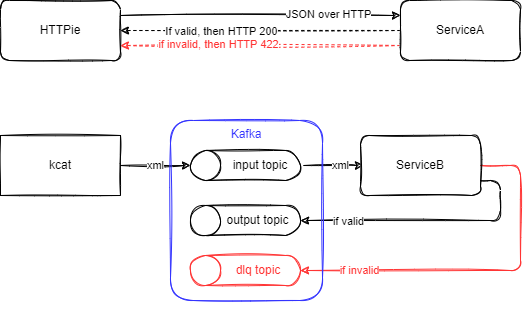 JSON over HTTP
HTTPie
ServiceA
If valid, then HTTP 200
if invalid, then HTTP 422
Kafka
kcat
xml
input topic
xml
ServiceB
output topic
if valid
dlq topic
if invalid